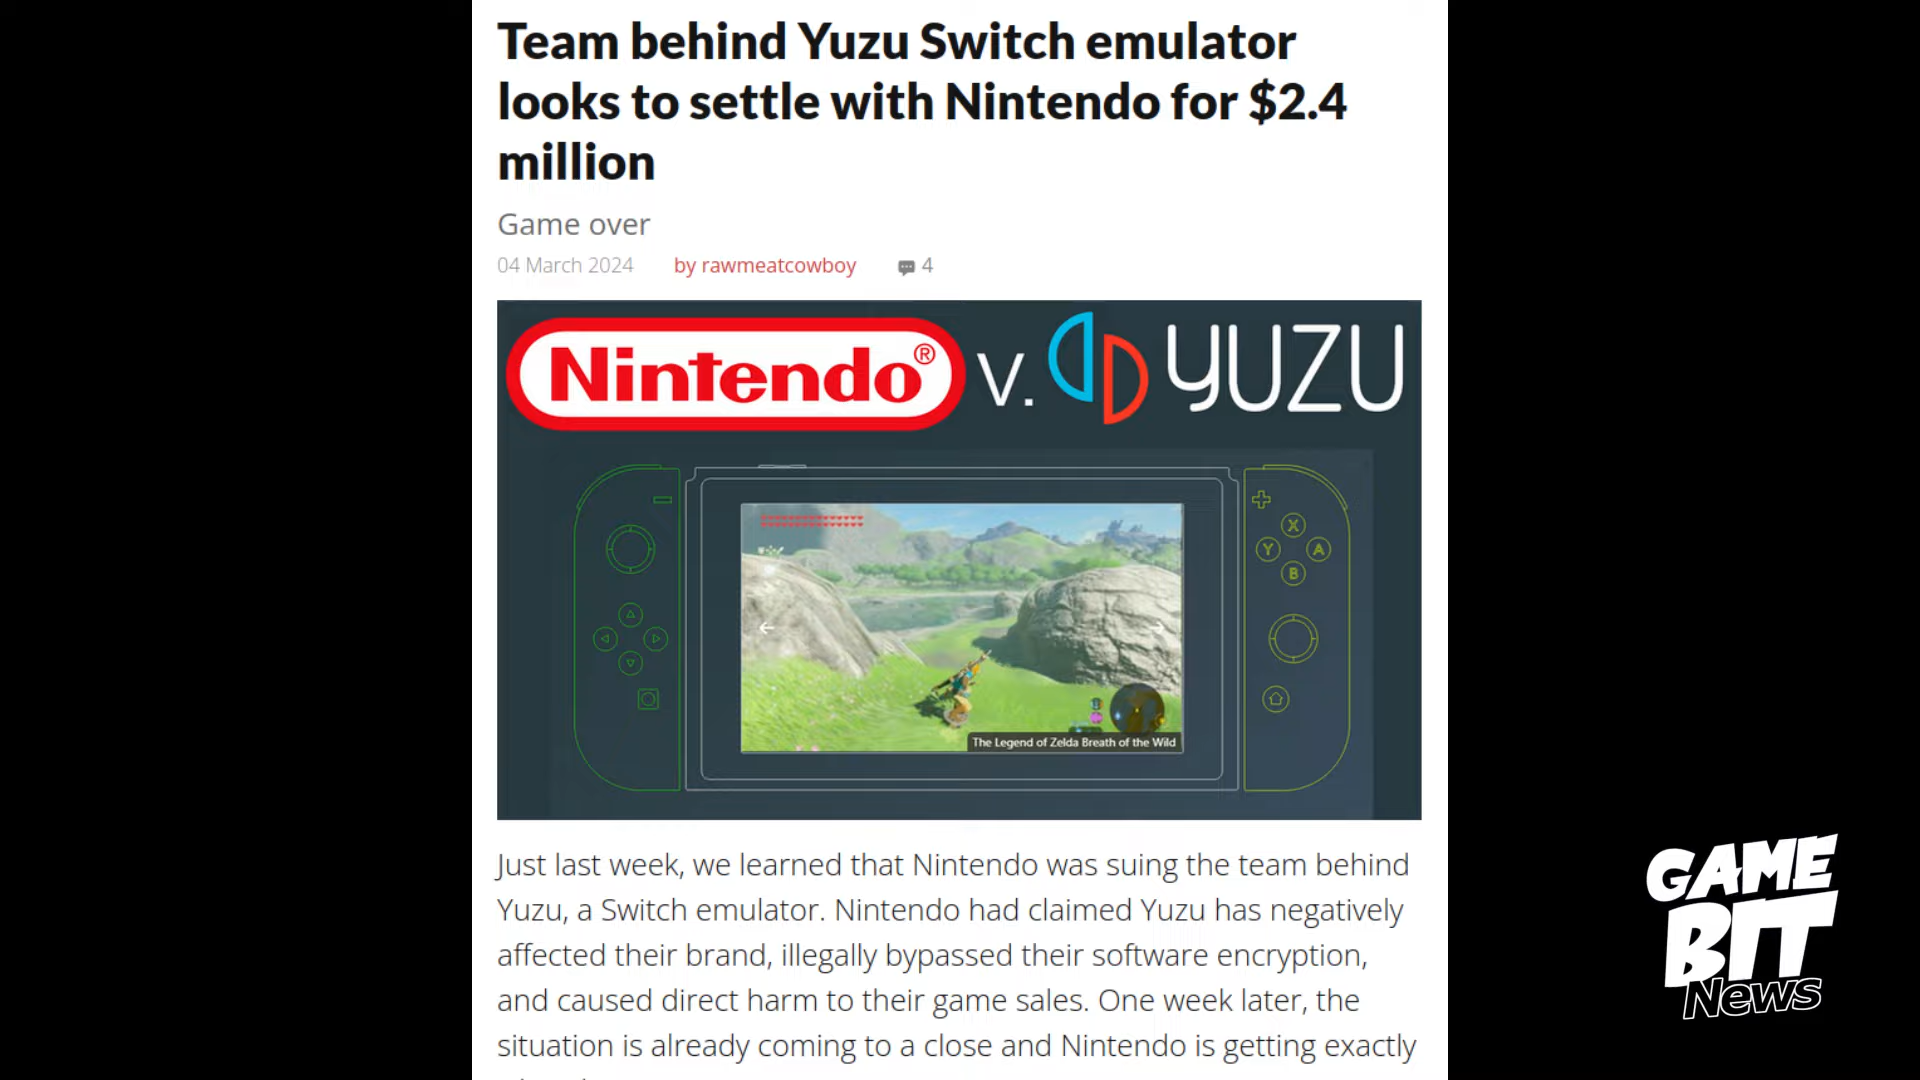 Team behind Yuzu Switch emulator
looks to settle with Nintendo for $2.4
million
Game over
04 March 2024 by rawmeatcowboy 4
Nintendo® v. YUZU
X
Y A
B
The Legend of Zelda Breath of the Wild
Just last week, we learned that Nintendo was suing the team behind
Yuzu, a Switch emulator. Nintendo had claimed Yuzu has negatively
affected their brand, illegally bypassed their software encryption,
and caused direct harm to their game sales. One week later, the
situation is already coming to a close and Nintendo is getting exactly
GAME
BIT
News